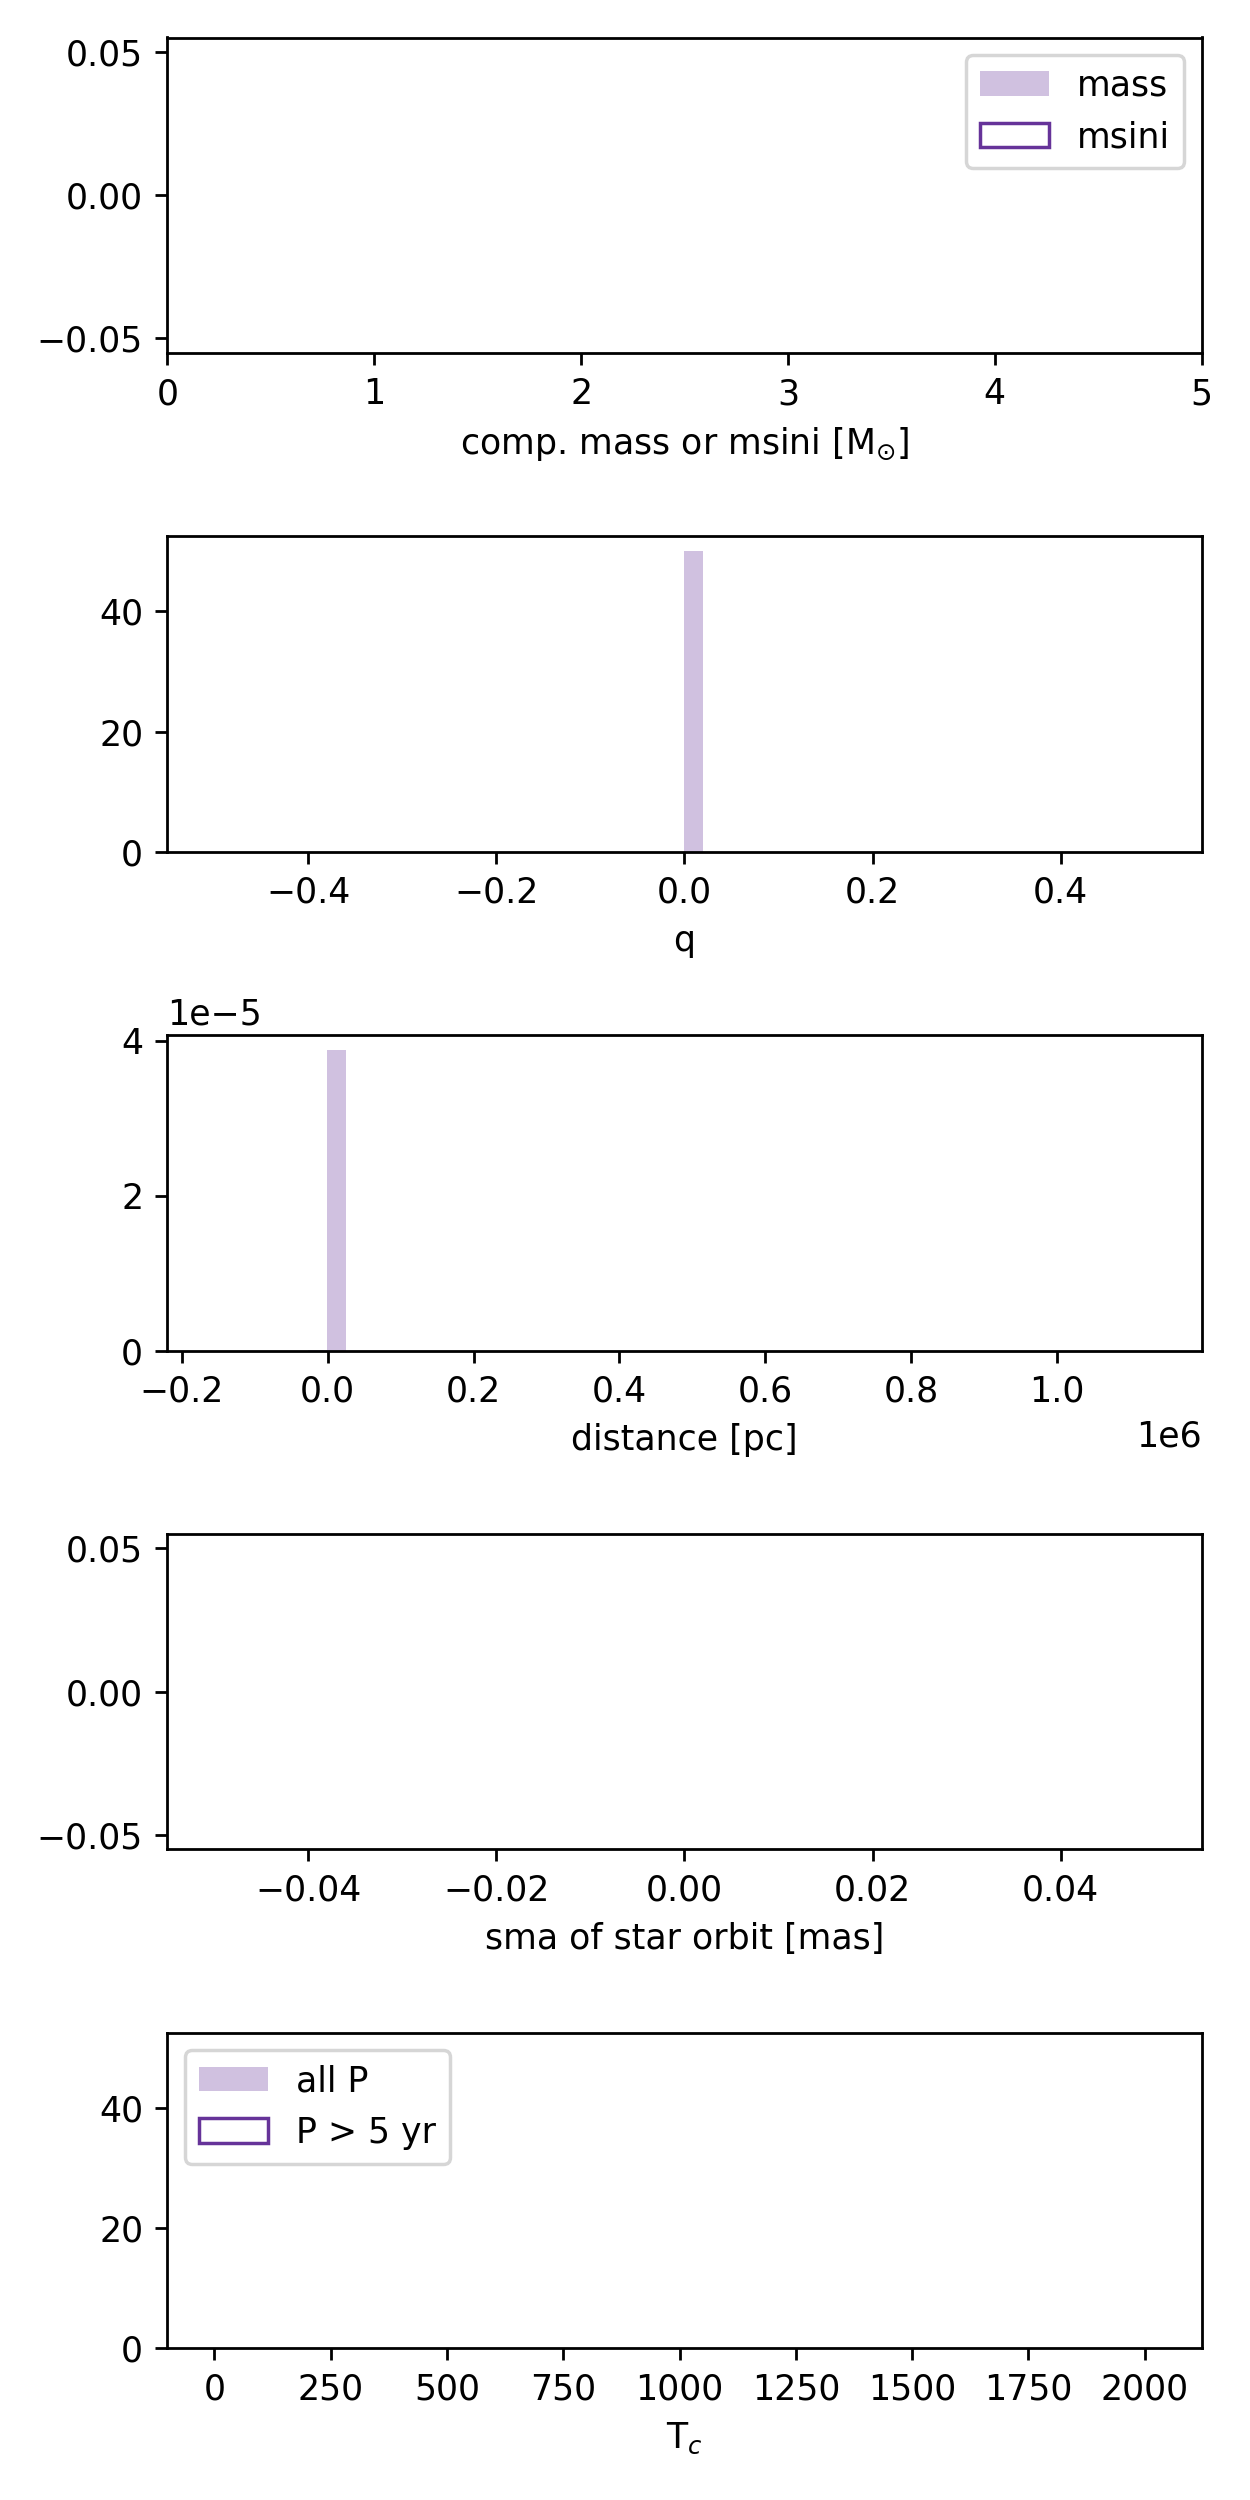 0.05
0.00
−0.05
mass
msini
0 1 2 3 4 5
comp. mass or msini [M⊙]
40
20
0
−0.4 −0.2 0.0 0.2 0.4
q
1e−5
4
2
0
−0.2 0.0 0.2 0.4 0.6 0.8 1.0
distance [pc] 1e6
0.05
0.00
−0.05
−0.04 −0.02 0.00 0.02 0.04
sma of star orbit [mas]
all P
P > 5 yr
40
20
0
0 250 500 750 1000 1250 1500 1750 2000
Tc